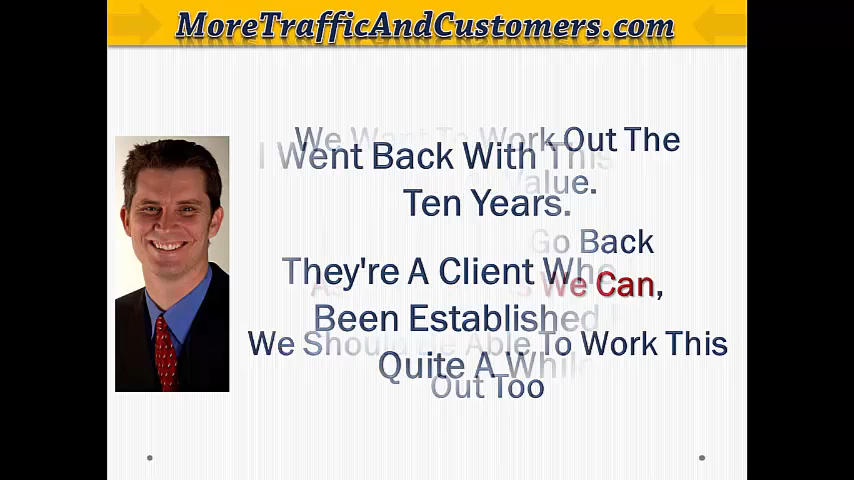 MoreTrafficAndCustomers.com
We Want To Work Out The
I Went Back With This
Value.
Ten Years.
Go Back
They're A Client Who
As We Can,
Been Established
We Should Be Able To Work This
Quite A While
Out Too